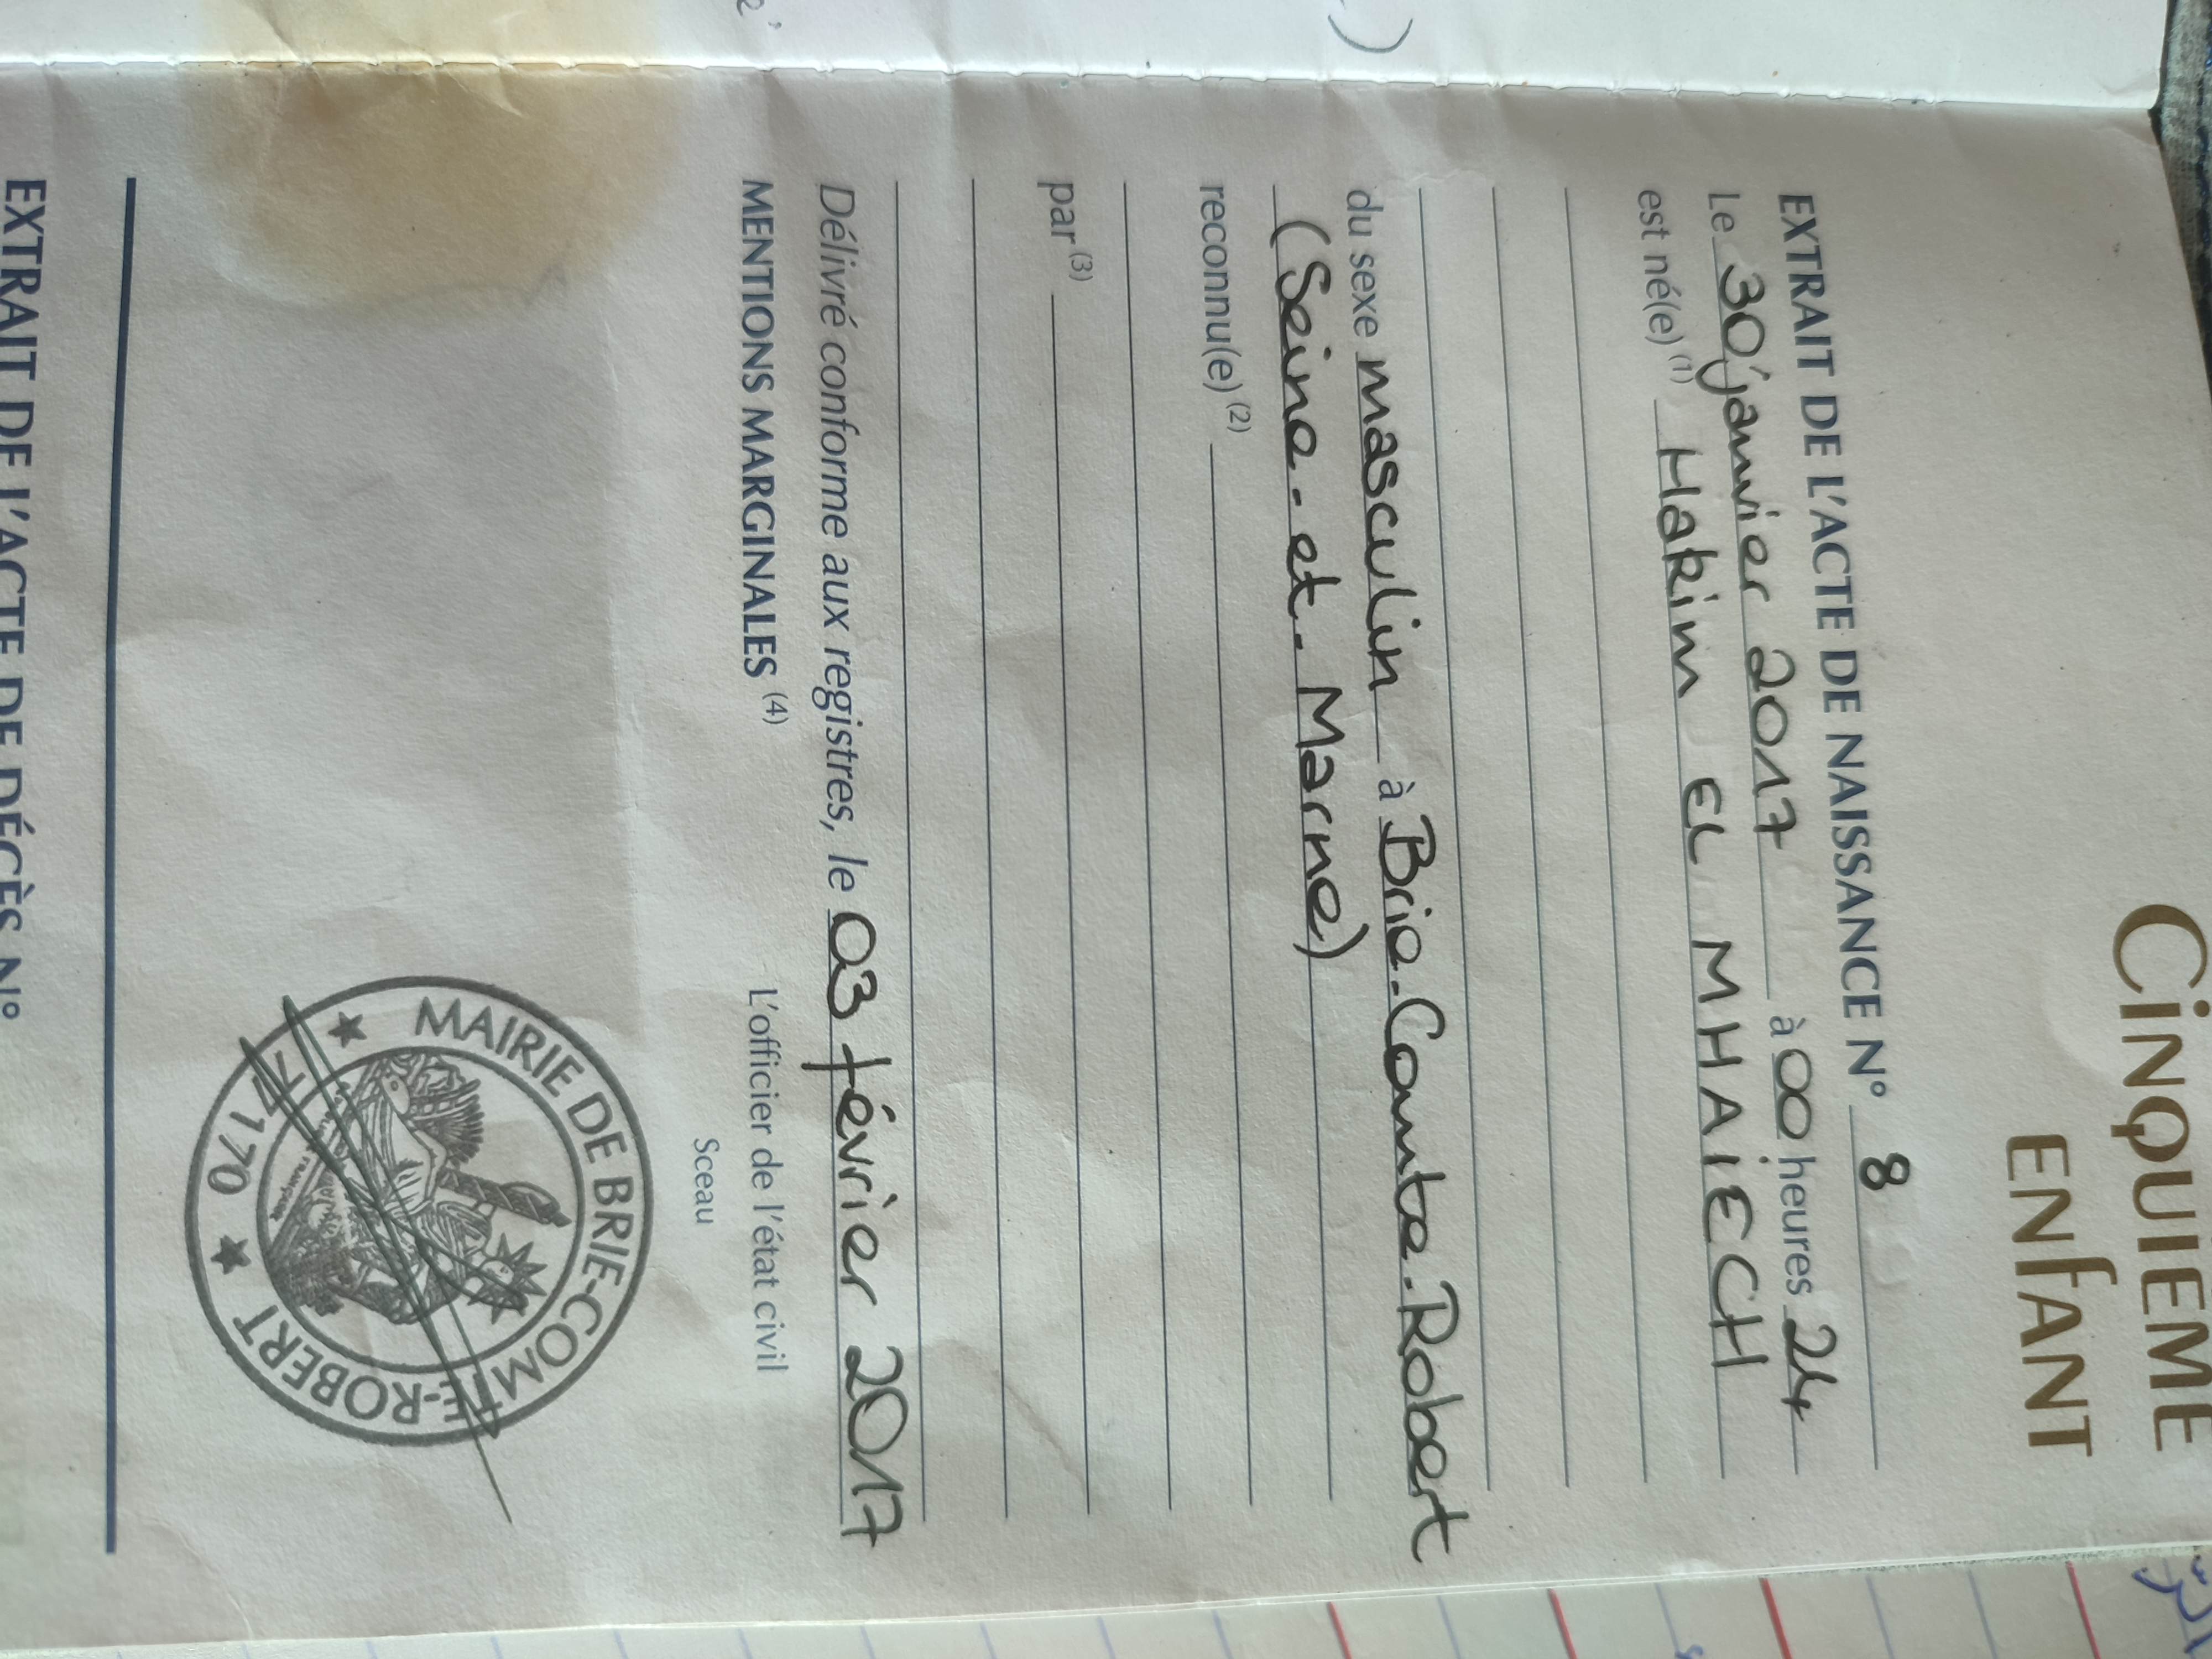 CINQUIEME
ENFANT
EXTRAIT DE L'ACTE DE NAISSANCE N° 8
Le 30 janvier 2017 à 00 heures 24
est né(e) (1) Hakim EL MHAIECH
du sexe masculin à Brie-Comte-Robert
(Seine-et-Marne)
reconnu(e) (2)
par (3)
Délivré conforme aux registres, le 03 février 2017
MENTIONS MARGINALES (4)
L'officier de l'état civil
Sceau
MAIRIE DE BRIE-COMTE-ROBERT
77170
EXTRAIT DE L'ACTE DE DÉCÈS N°